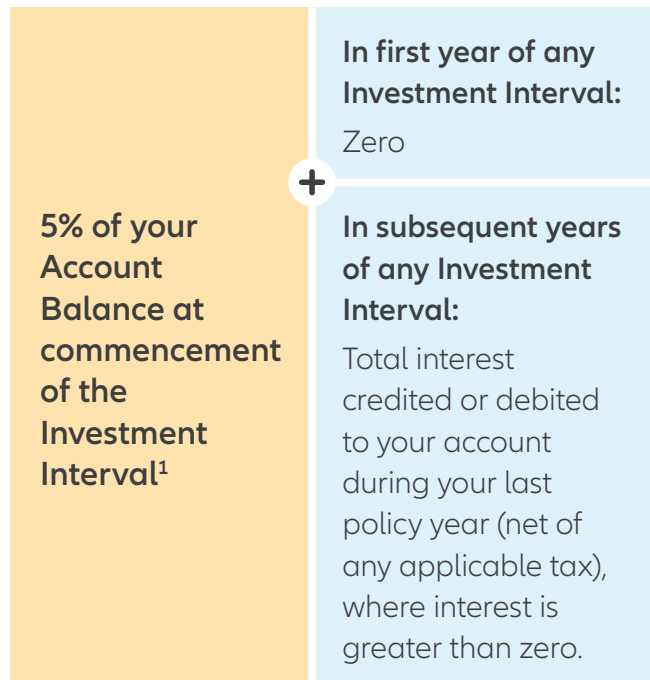 5% of your
Account
Balance at
commencement
of the
Investment
Interval¹
+
In first year of any
Investment Interval:
Zero
In subsequent years
of any Investment
Interval:
Total interest
credited or debited
to your account
during your last
policy year (net of
any applicable tax),
where interest is
greater than zero.